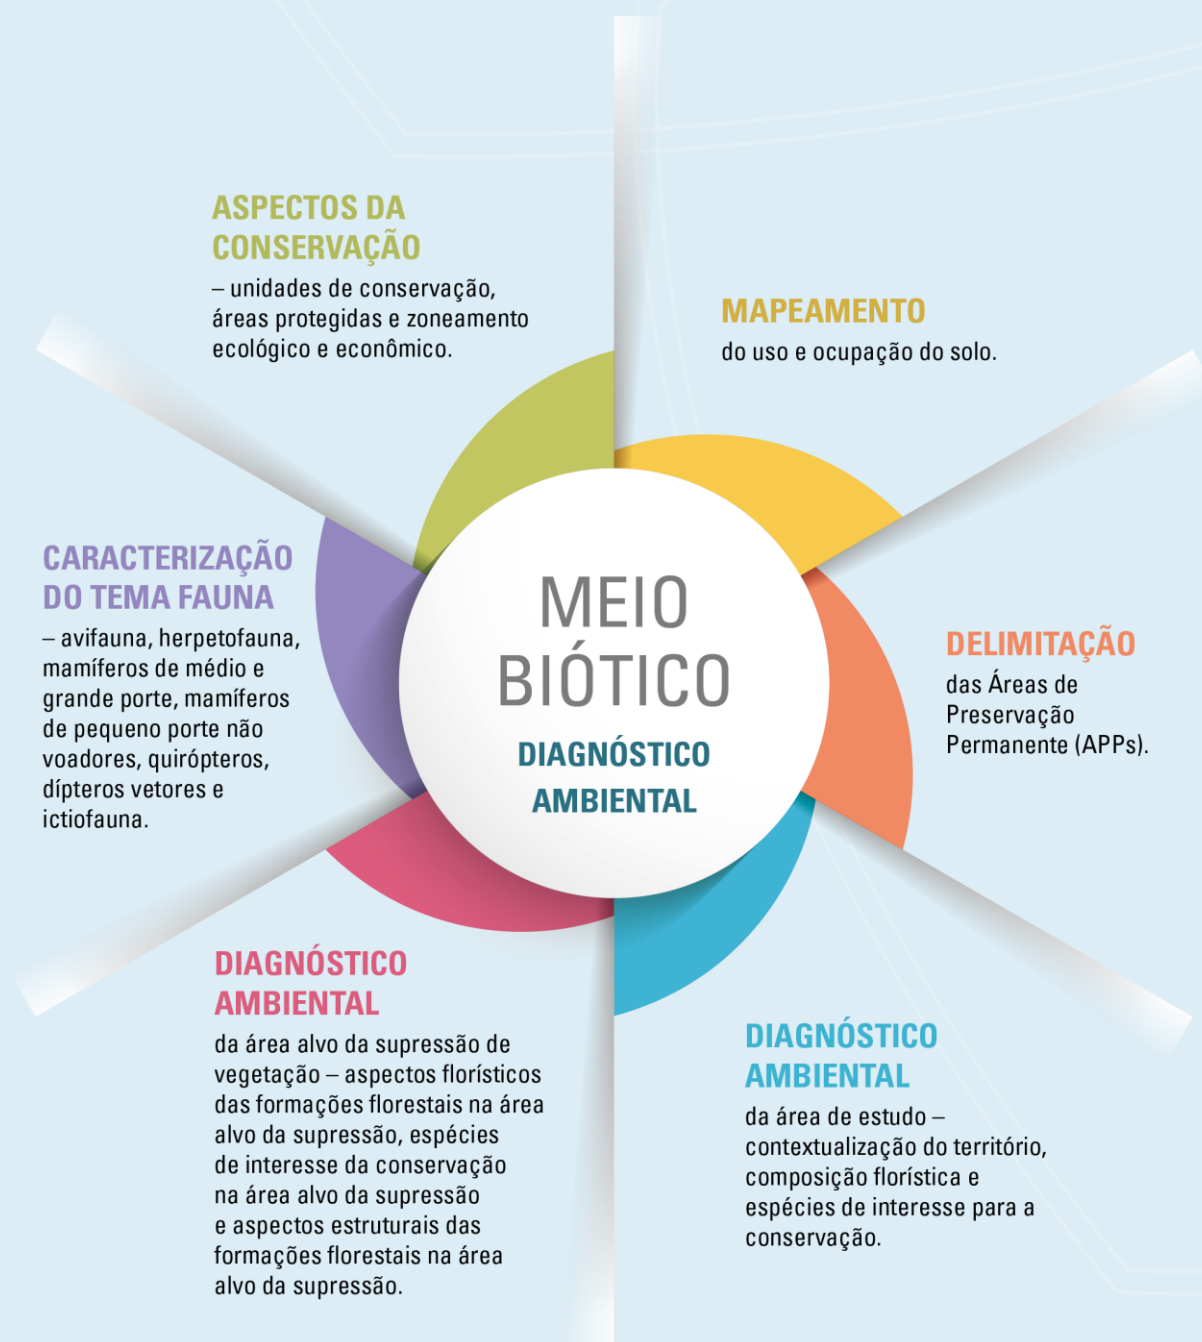 ASPECTOS DA
CONSERVAÇÃO
– unidades de conservação,
áreas protegidas e zoneamento
ecológico e econômico.
MAPEAMENTO
do uso e ocupação do solo.
CARACTERIZAÇÃO
DO TEMA FAUNA
– avifauna, herpetofauna,
mamíferos de médio e
grande porte, mamíferos
de pequeno porte não
voadores, quirópteros,
dípteros vetores e
ictiofauna.
MEIO
BIÓTICO
DIAGNÓSTICO
AMBIENTAL
DELIMITAÇÃO
das Áreas de
Preservação
Permanente (APPs).
DIAGNÓSTICO
AMBIENTAL
da área alvo da supressão de
vegetação – aspectos florísticos
das formações florestais na área
alvo da supressão, espécies
de interesse da conservação
na área alvo da supressão
e aspectos estruturais das
formações florestais na área
alvo da supressão.
DIAGNÓSTICO
AMBIENTAL
da área de estudo –
contextualização do território,
composição florística e
espécies de interesse para a
conservação.